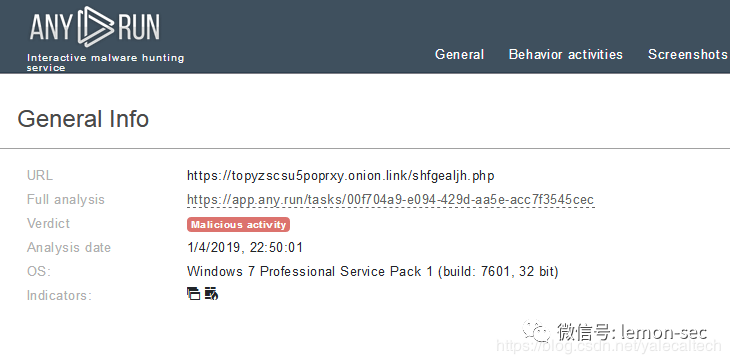 ANY RUN
Interactive malware hunting
service
General Behavior activities Screenshots
General Info
URL https://topyzscsu5poprxy.onion.link/shfgealjh.php
Full analysis https://app.any.run/tasks/00f704a9-e094-429d-aa5e-acc7f3545cec
Verdict Malicious activity
Analysis date 1/4/2019, 22:50:01
OS: Windows 7 Professional Service Pack 1 (build: 7601, 32 bit)
Indicators:
微信号: lemon-sec
https://blog.csdn.net/yalecaltech